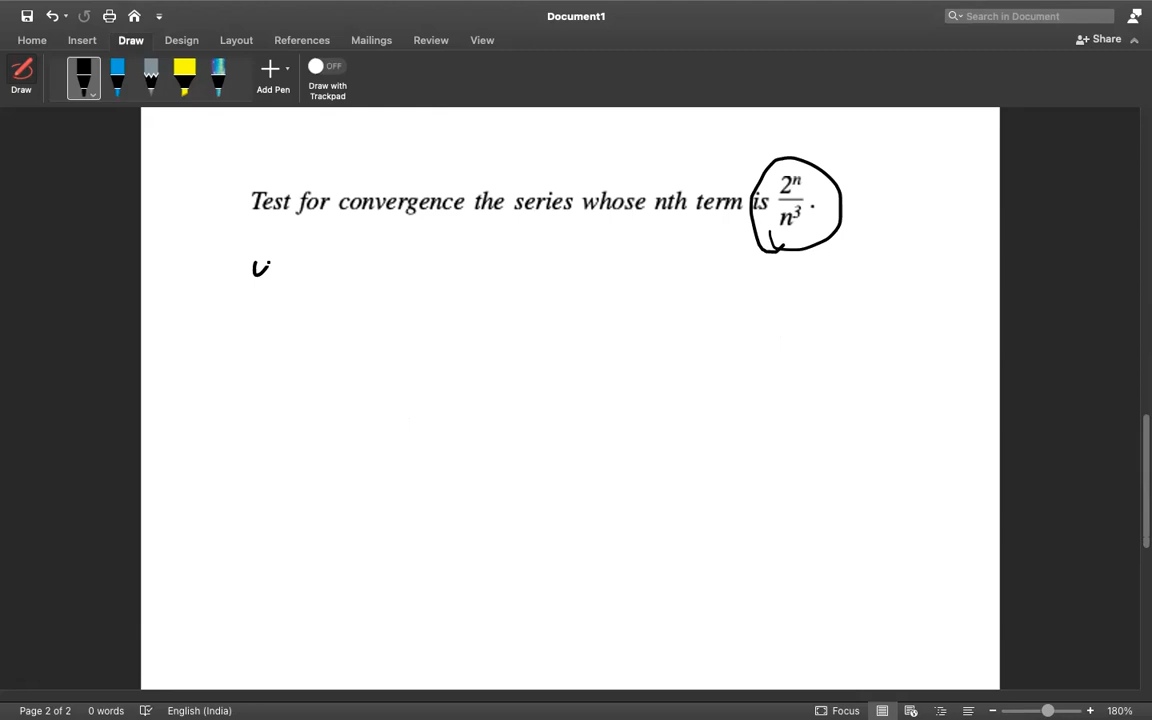 Document1
Search in Document
Home Insert Draw Design Layout References Mailings Review View
Share
Draw
Add Pen
OFF
Draw with
Trackpad
Test for convergence the series whose nth term is 2ⁿ/n³.
u
Page 2 of 2 0 words English (India) Focus 180%